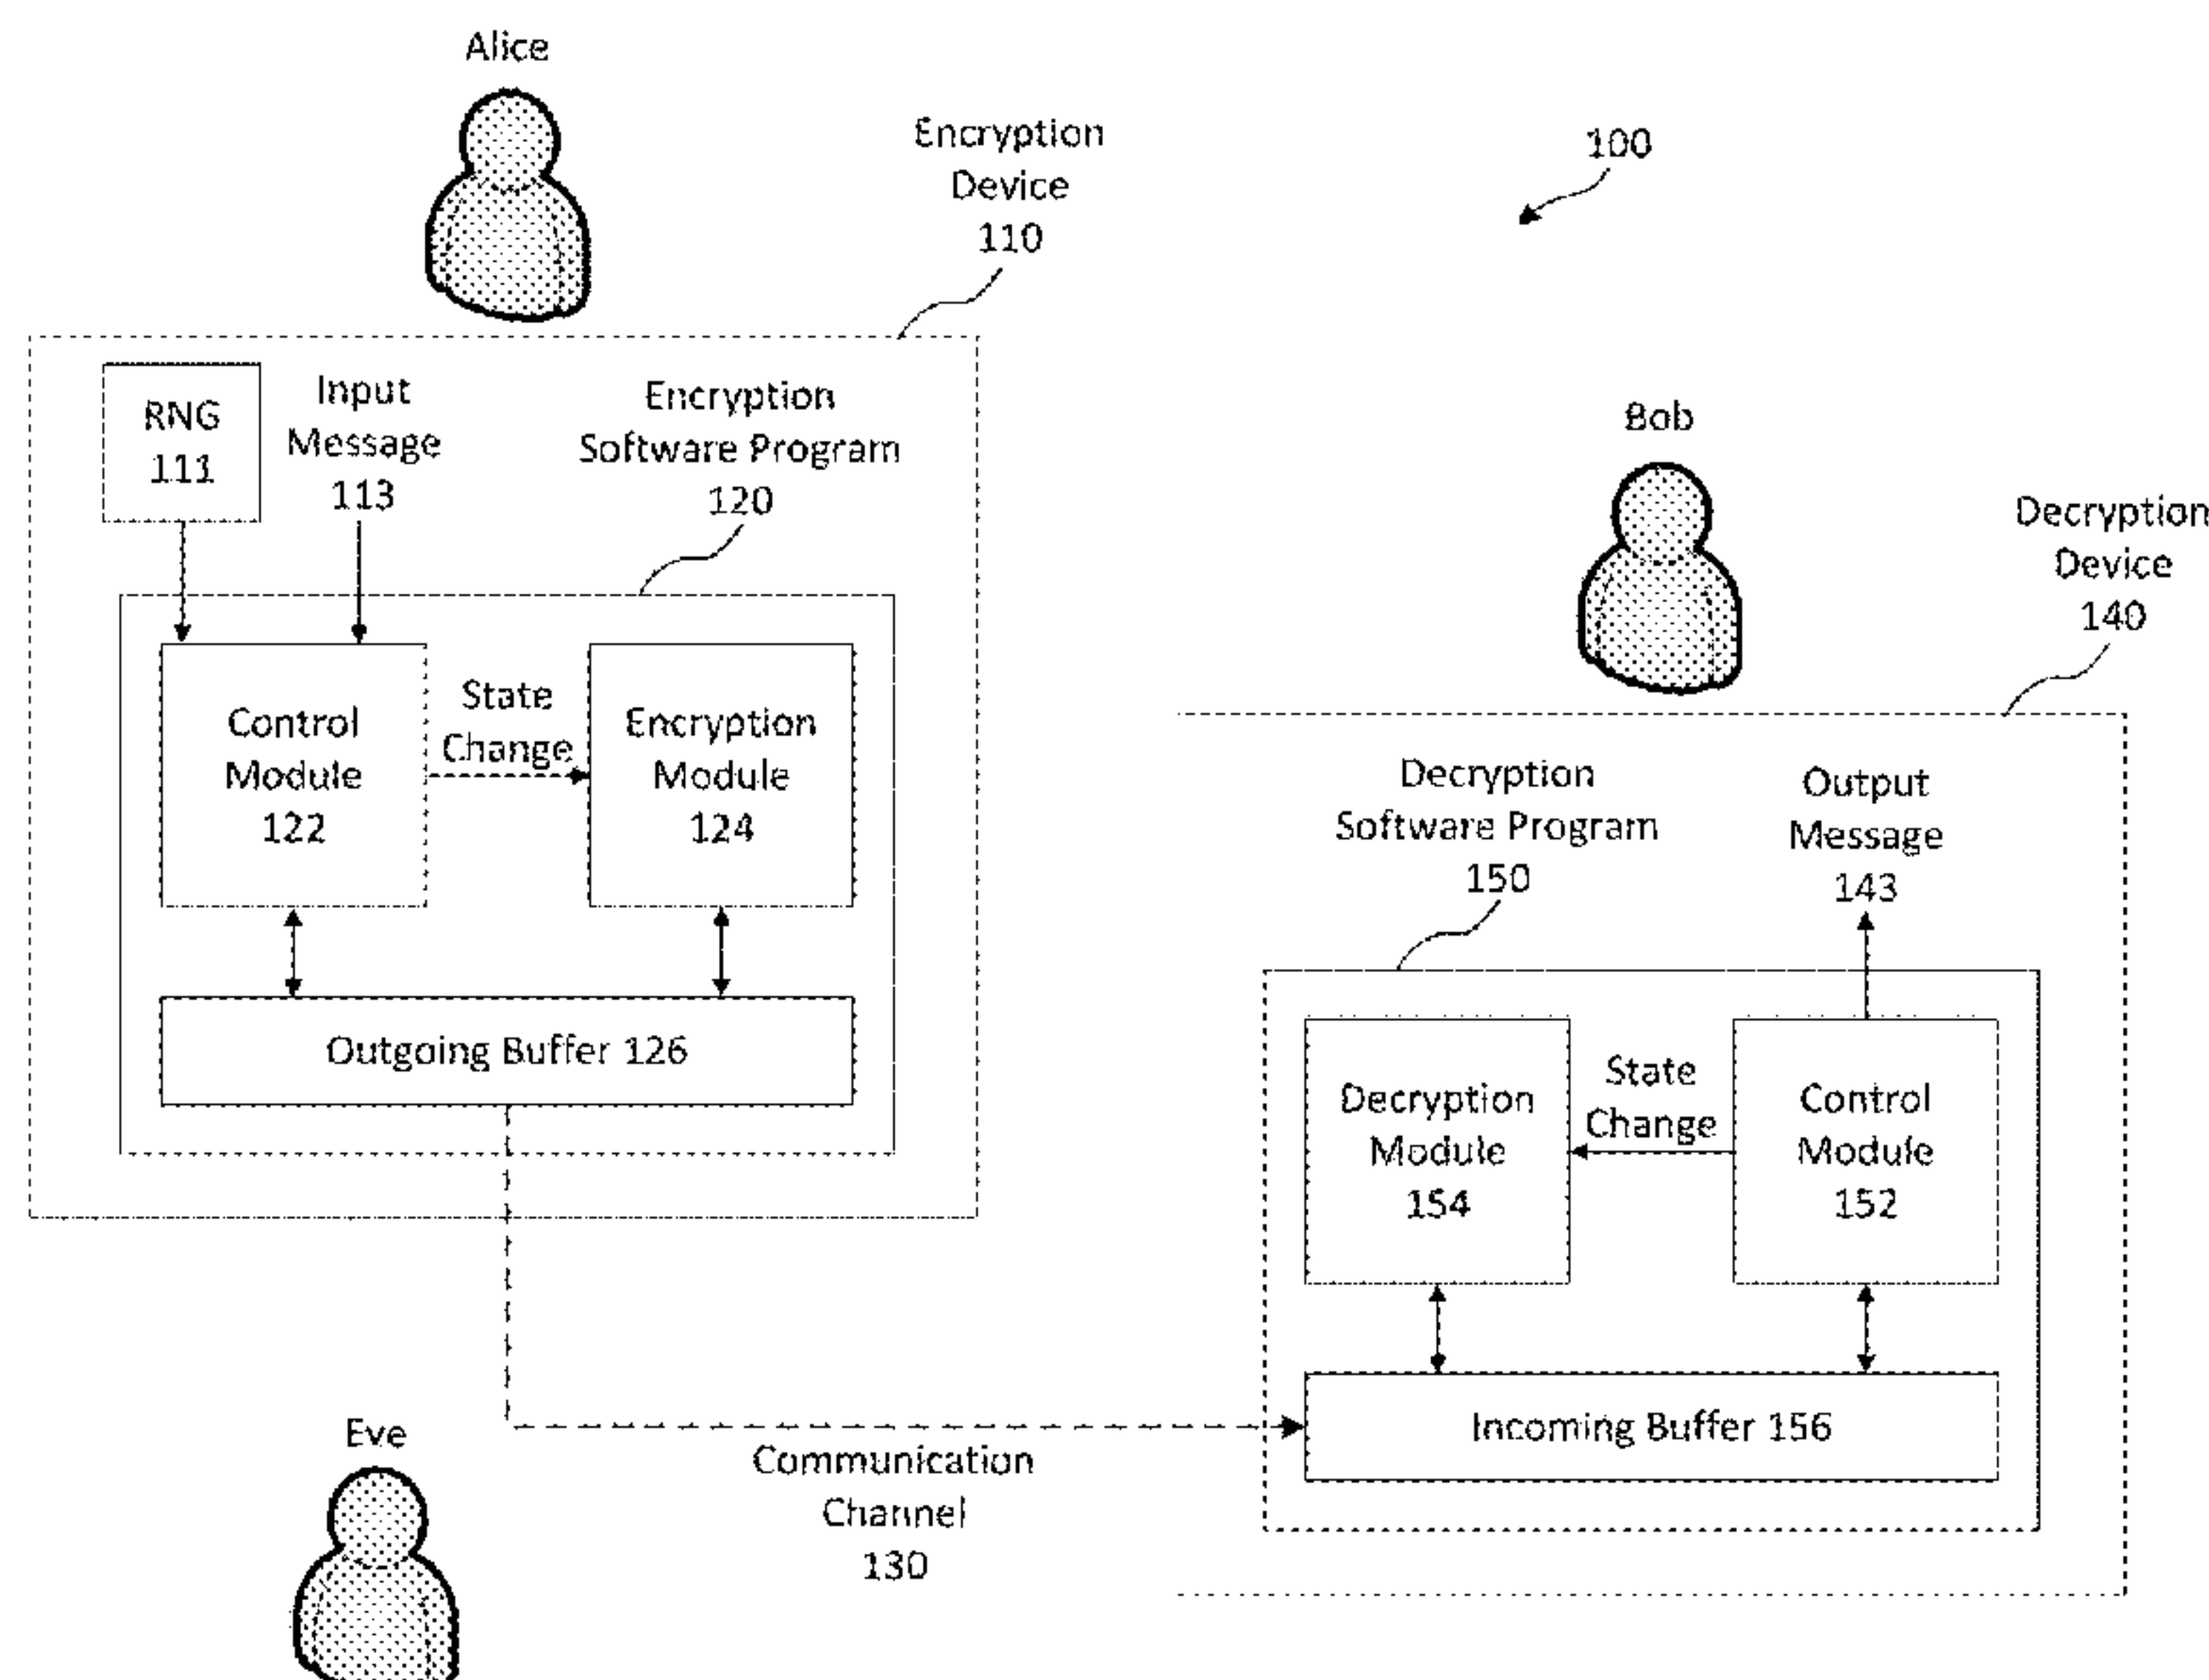 Alice
Encryption
Device
110
100
RNG
111
Input
Message
113
Encryption
Software Program
120
Control
Module
122
State
Change
Encryption
Module
124
Outgoing Buffer 126
Bob
Decryption
Device
140
Decryption
Software Program
150
Output
Message
143
Decryption
Module
154
State
Change
Control
Module
152
Incoming Buffer 156
Eve
Communication
Channel
130